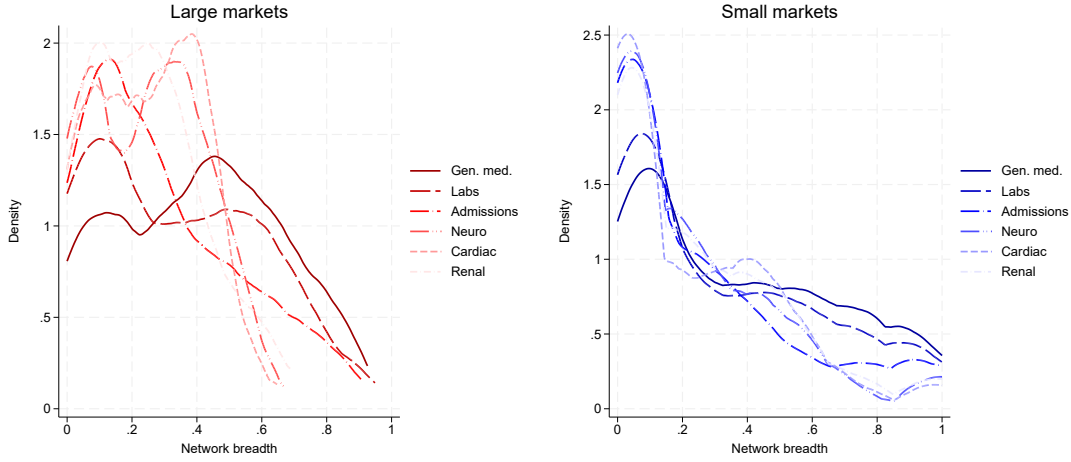 Large markets
Density
2
1.5
1
.5
0
0 .2 .4 .6 .8 1
Network breadth
Gen. med.
Labs
Admissions
Neuro
Cardiac
Renal
Small markets
Density
2.5
2
1.5
1
.5
0
0 .2 .4 .6 .8 1
Network breadth
Gen. med.
Labs
Admissions
Neuro
Cardiac
Renal